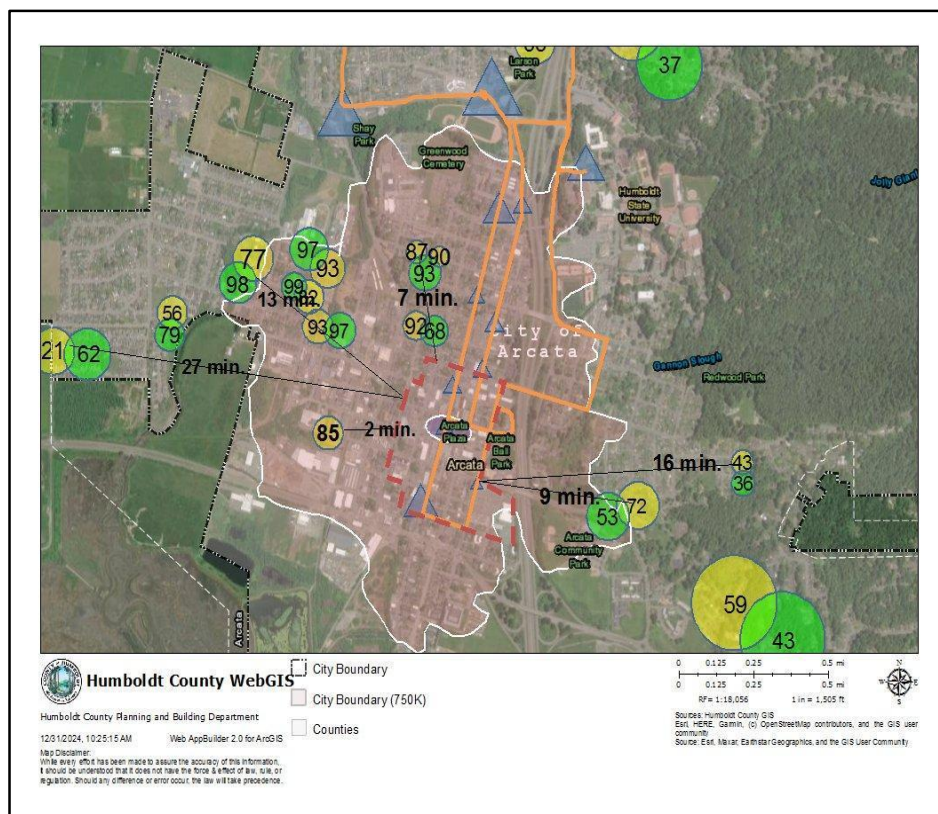 37
Larson
Park
Shay
Park
Greenwood
Cemetery
Jolly Giant
Humboldt
State
University
77
97
87
90
93
93
98
99
82
13 min.
7 min.
56
79
93
97
92
68
City of
Arcata
21
62
27 min.
Gannon Slough
Redwood Park
85
2 min.
Arcata
Plaza
Arcata
Ball
Park
Arcata
16 min.
43
36
9 min.
72
53
Arcata
Community
Park
59
43
Arcata
Humboldt County WebGIS
Humboldt County Planning and Building Department
12/31/2024, 10:25:15 AM Web AppBuilder 2.0 for ArcGIS
Map Disclaimer:
While every effort has been made to assure the accuracy of this information,
it should be understood that it does not have the force & effect of law, rule, or
regulation. Should any difference or error occur, the law will take precedence.
City Boundary
City Boundary (750K)
Counties
0 0.125 0.25 0.5 mi
0 0.125 0.25 0.5 mi
RF= 1:18,056 1 in = 1,505 ft
N
W E
S
Sources: Humboldt County GIS
Esri, HERE, Garmin, (c) OpenStreetMap contributors, and the GIS user
community
Source: Esri, Maxar, Earthstar Geographics, and the GIS User Community